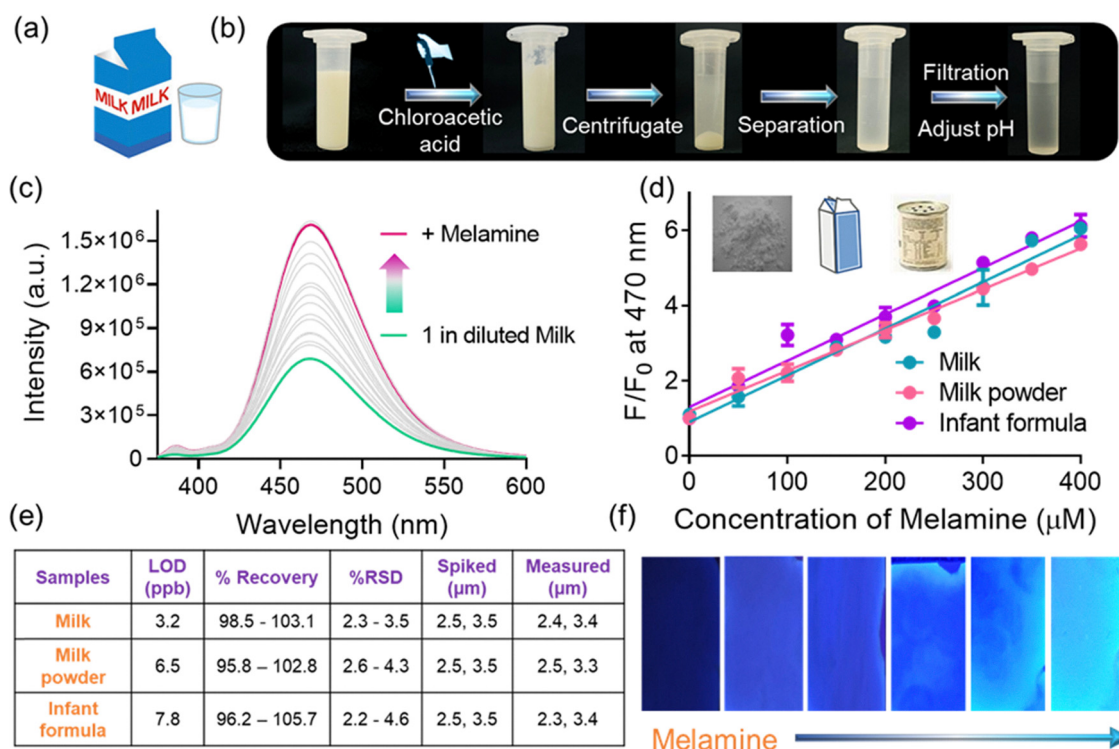 (a)
MILK MILK
(b)
Chloroacetic
acid
Centrifugate
Separation
Filtration
Adjust pH
(c)
Intensity (a.u.)
1.5×10⁶
1.2×10⁶
9×10⁵
6×10⁵
3×10⁵
0
400
450
500
550
600
Wavelength (nm)
+ Melamine
1 in diluted Milk
(d)
F/F₀ at 470 nm
6
4
2
0
0
100
200
300
400
Concentration of Melamine (μM)
Milk
Milk powder
Infant formula
(e)
Samples LOD (ppb) % Recovery %RSD Spiked (μm) Measured (μm)
Milk 3.2 98.5 - 103.1 2.3 - 3.5 2.5, 3.5 2.4, 3.4
Milk powder 6.5 95.8 – 102.8 2.6 - 4.3 2.5, 3.5 2.5, 3.3
Infant formula 7.8 96.2 – 105.7 2.2 - 4.6 2.5, 3.5 2.3, 3.4
(f)
Melamine